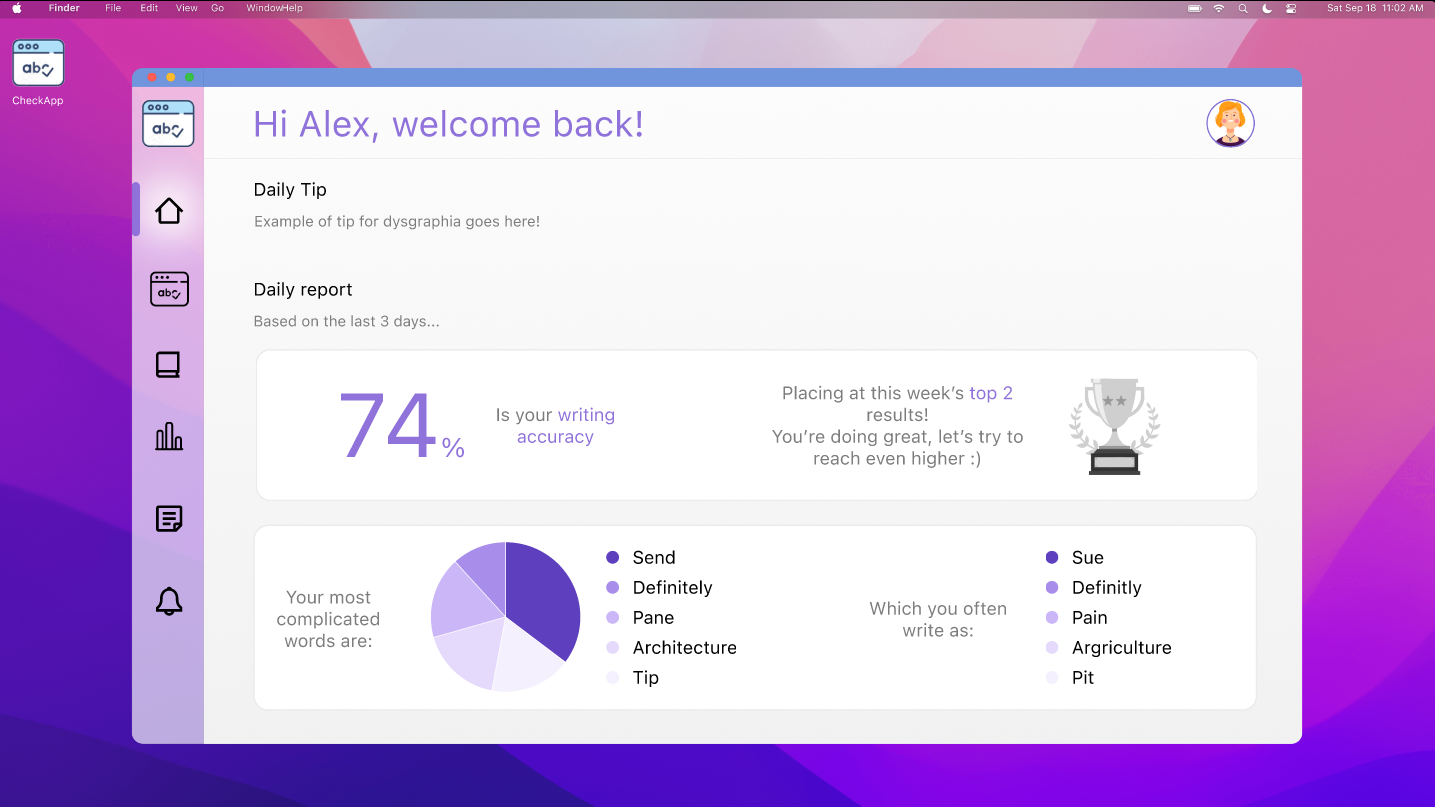 Finder File Edit View Go WindowHelp Sat Sep 18 11:02 AM
abc
CheckApp
abc
Hi Alex, welcome back!
Daily Tip
Example of tip for dysgraphia goes here!
abc
Daily report
Based on the last 3 days...
74%
Is your writing
accuracy
Placing at this week's top 2
results!
You're doing great, let's try to
reach even higher :)
Your most
complicated
words are:
Send
Definitely
Pane
Architecture
Tip
Which you often
write as:
Sue
Definitly
Pain
Argriculture
Pit